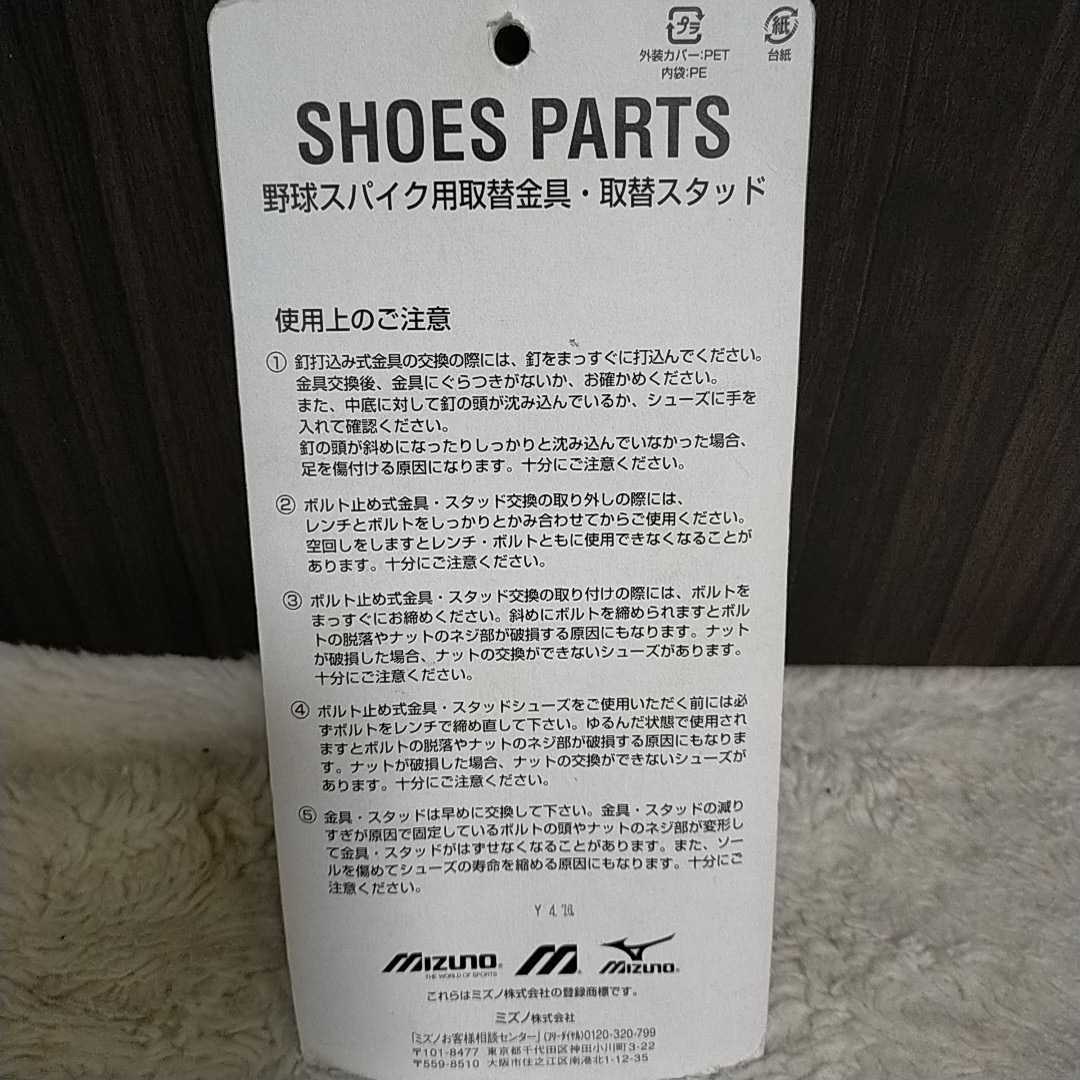 プラ
紙
外装カバー:PET
台紙
内袋:PE
SHOES PARTS
野球スパイク用取替金具・取替スタッド
使用上のご注意
① 釘打込み式金具の交換の際には、釘をまっすぐに打込んでください。
金具交換後、金具にぐらつきがないか、お確かめください。
また、中底に対して釘の頭が沈み込んでいるか、シューズに手を
入れて確認ください。
釘の頭が斜めになったりしっかりと沈み込んでいなかった場合、
足を傷付ける原因になります。十分にご注意ください。
② ボルト止め式金具・スタッド交換の取り外しの際には、
レンチとボルトをしっかりとかみ合わせてからご使用ください。
空回しをしますとレンチ・ボルトともに使用できなくなることが
あります。十分にご注意ください。
③ ボルト止め式金具・スタッド交換の取り付けの際には、ボルトを
まっすぐにお締めください。斜めにボルトを締められますとボル
トの脱落やナットのネジ部が破損する原因にもなります。ナット
が破損した場合、ナットの交換ができないシューズがあります。
十分にご注意ください。
④ ボルト止め式金具・スタッドシューズをご使用いただく前には必
ずボルトをレンチで締め直して下さい。ゆるんだ状態で使用され
ますとボルトの脱落やナットのネジ部が破損する原因にもなりま
す。ナットが破損した場合、ナットの交換ができないシューズが
あります。十分にご注意ください。
⑤ 金具・スタッドは早めに交換して下さい。金具・スタッドの減り
すぎが原因で固定しているボルトの頭やナットのネジ部が変形し
て金具・スタッドがはずせなくなることがあります。また、ソー
ルを傷めてシューズの寿命を縮める原因にもなります。十分にご
注意ください。
Y 4.
MIZUNO® M® MIZUNO®
THE WORLD OF SPORTS
これらはミズノ株式会社の登録商標です。
ミズノ株式会社
「ミズノお客様相談センター」(フリーダイヤル)0120-320-799
〒101-8477 東京都千代田区神田小川町3-22
〒559-8510 大阪市住之江区南港北1-12-35